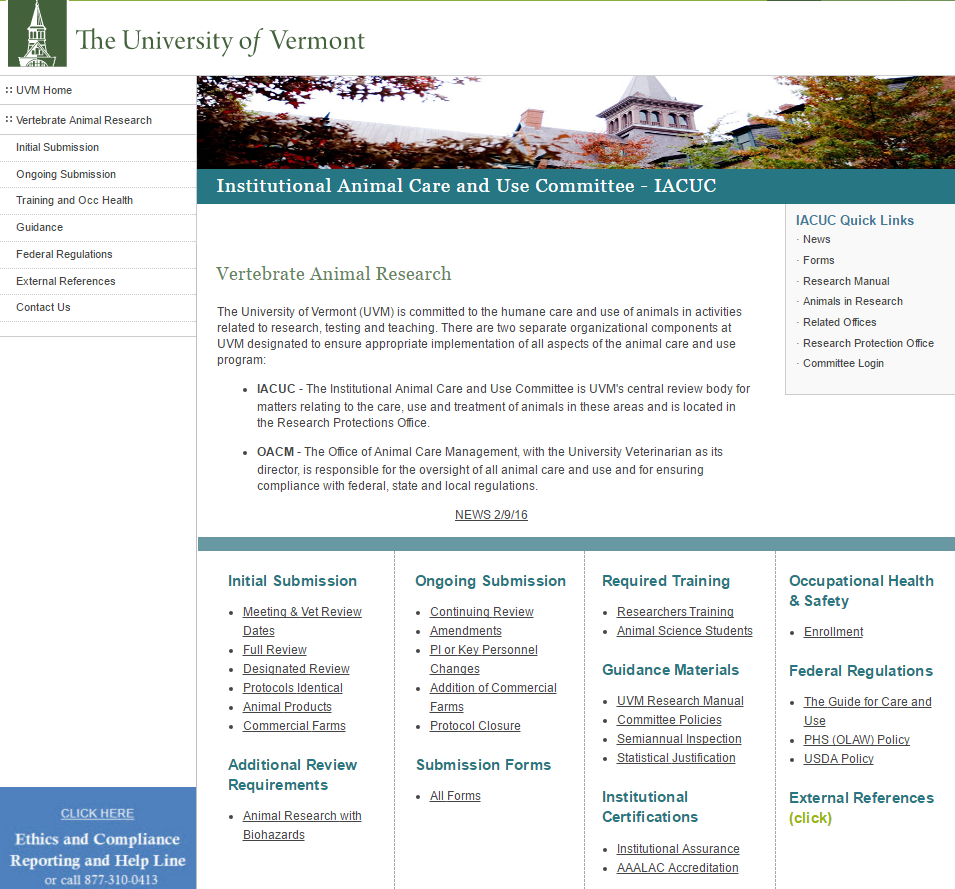 The University of Vermont
UVM Home
Vertebrate Animal Research
Initial Submission
Ongoing Submission
Training and Occ Health
Guidance
Federal Regulations
External References
Contact Us
CLICK HERE
Ethics and Compliance
Reporting and Help Line
or call 877-310-0413
Institutional Animal Care and Use Committee - IACUC
Vertebrate Animal Research
The University of Vermont (UVM) is committed to the humane care and use of animals in activities
related to research, testing and teaching. There are two separate organizational components at
UVM designated to ensure appropriate implementation of all aspects of the animal care and use
program:
• IACUC - The Institutional Animal Care and Use Committee is UVM's central review body for
matters relating to the care, use and treatment of animals in these areas and is located in
the Research Protections Office.
• OACM - The Office of Animal Care Management, with the University Veterinarian as its
director, is responsible for the oversight of all animal care and use and for ensuring
compliance with federal, state and local regulations.
NEWS 2/9/16
IACUC Quick Links
· News
· Forms
· Research Manual
· Animals in Research
· Related Offices
· Research Protection Office
· Committee Login
Initial Submission
• Meeting & Vet Review
Dates
• Full Review
• Designated Review
• Protocols Identical
• Animal Products
• Commercial Farms
Additional Review
Requirements
• Animal Research with
Biohazards
Ongoing Submission
• Continuing Review
• Amendments
• PI or Key Personnel
Changes
• Addition of Commercial
Farms
• Protocol Closure
Submission Forms
• All Forms
Required Training
• Researchers Training
• Animal Science Students
Guidance Materials
• UVM Research Manual
• Committee Policies
• Semiannual Inspection
• Statistical Justification
Institutional
Certifications
• Institutional Assurance
• AAALAC Accreditation
Occupational Health
& Safety
• Enrollment
Federal Regulations
• The Guide for Care and
Use
• PHS (OLAW) Policy
• USDA Policy
External References
(click)